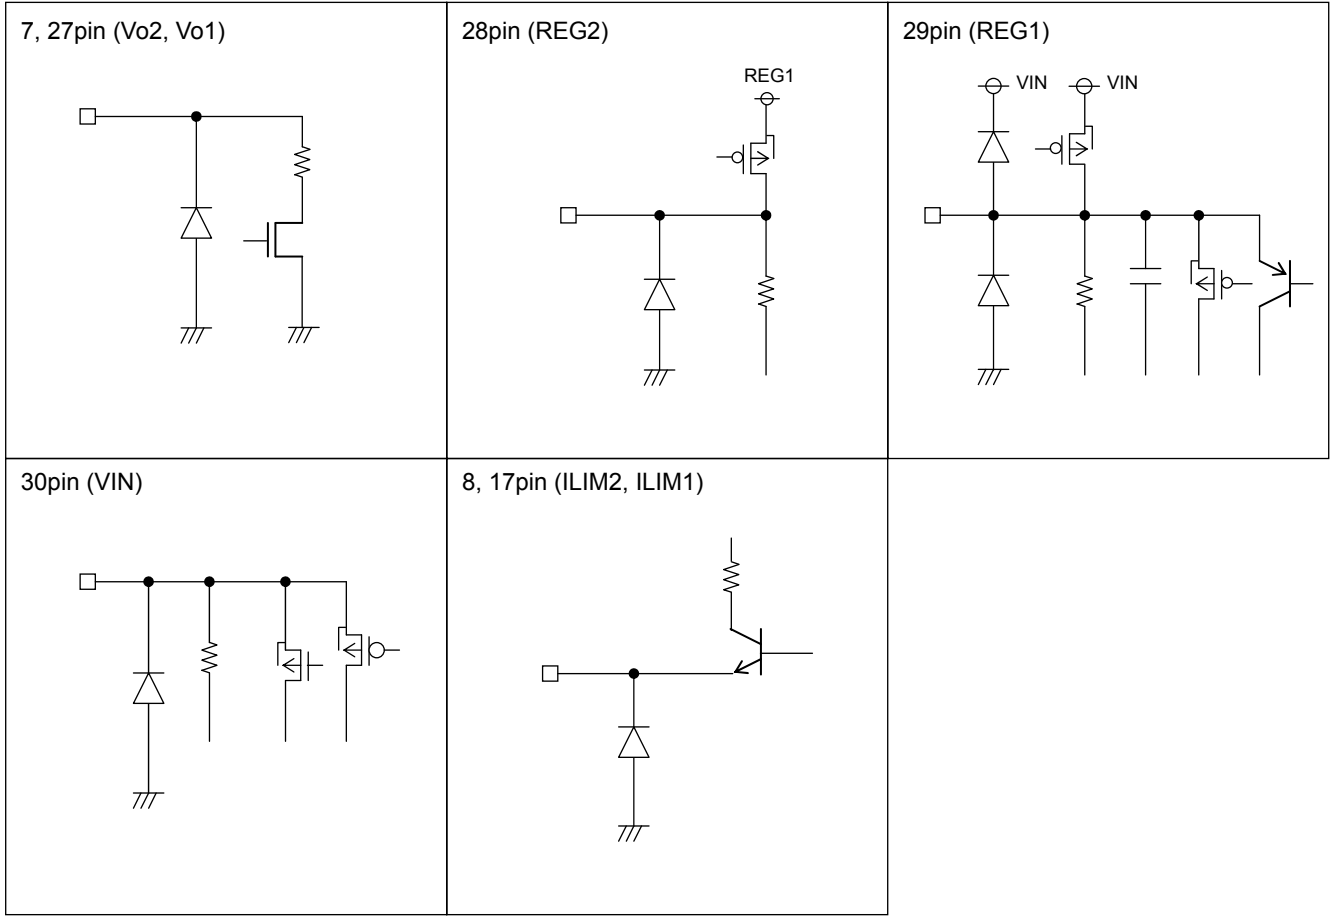 7, 27pin (Vo2, Vo1)
28pin (REG2)
REG1
29pin (REG1)
VIN
VIN
30pin (VIN)
8, 17pin (ILIM2, ILIM1)